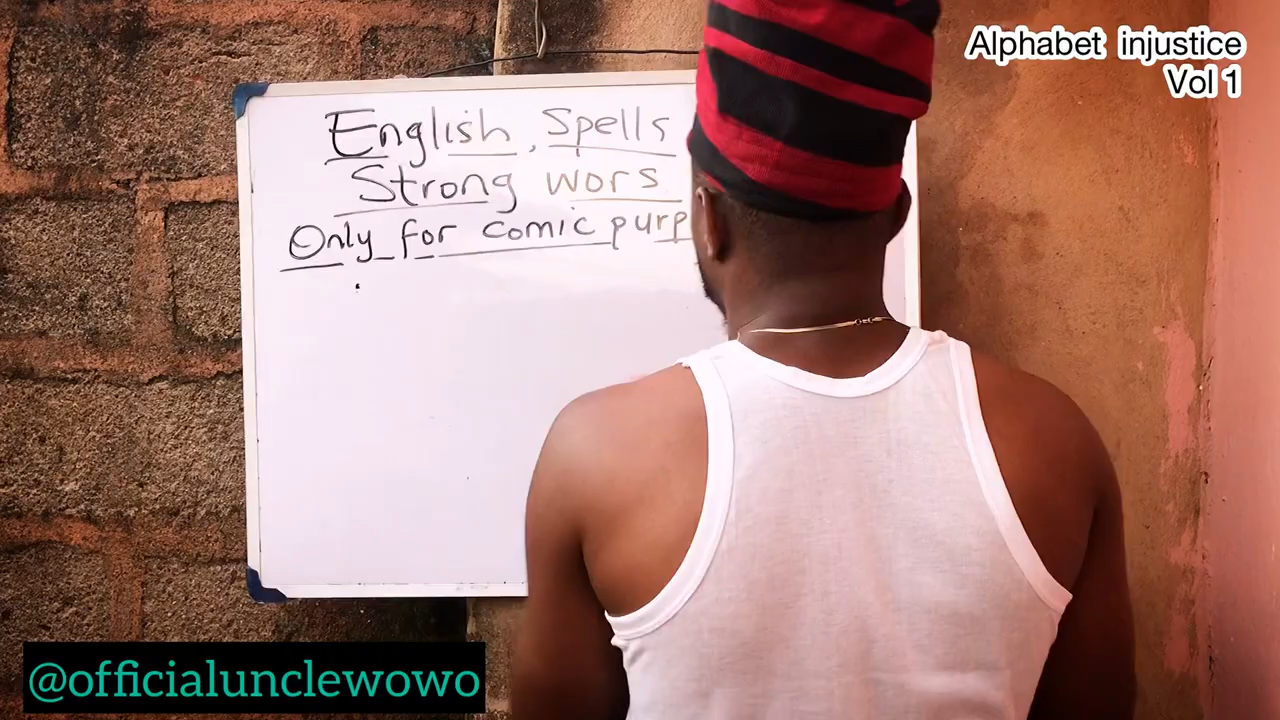 Alphabet injustice
Vol 1
English, Spells
Strong wors
Only for comic purp
@officialunclewowo